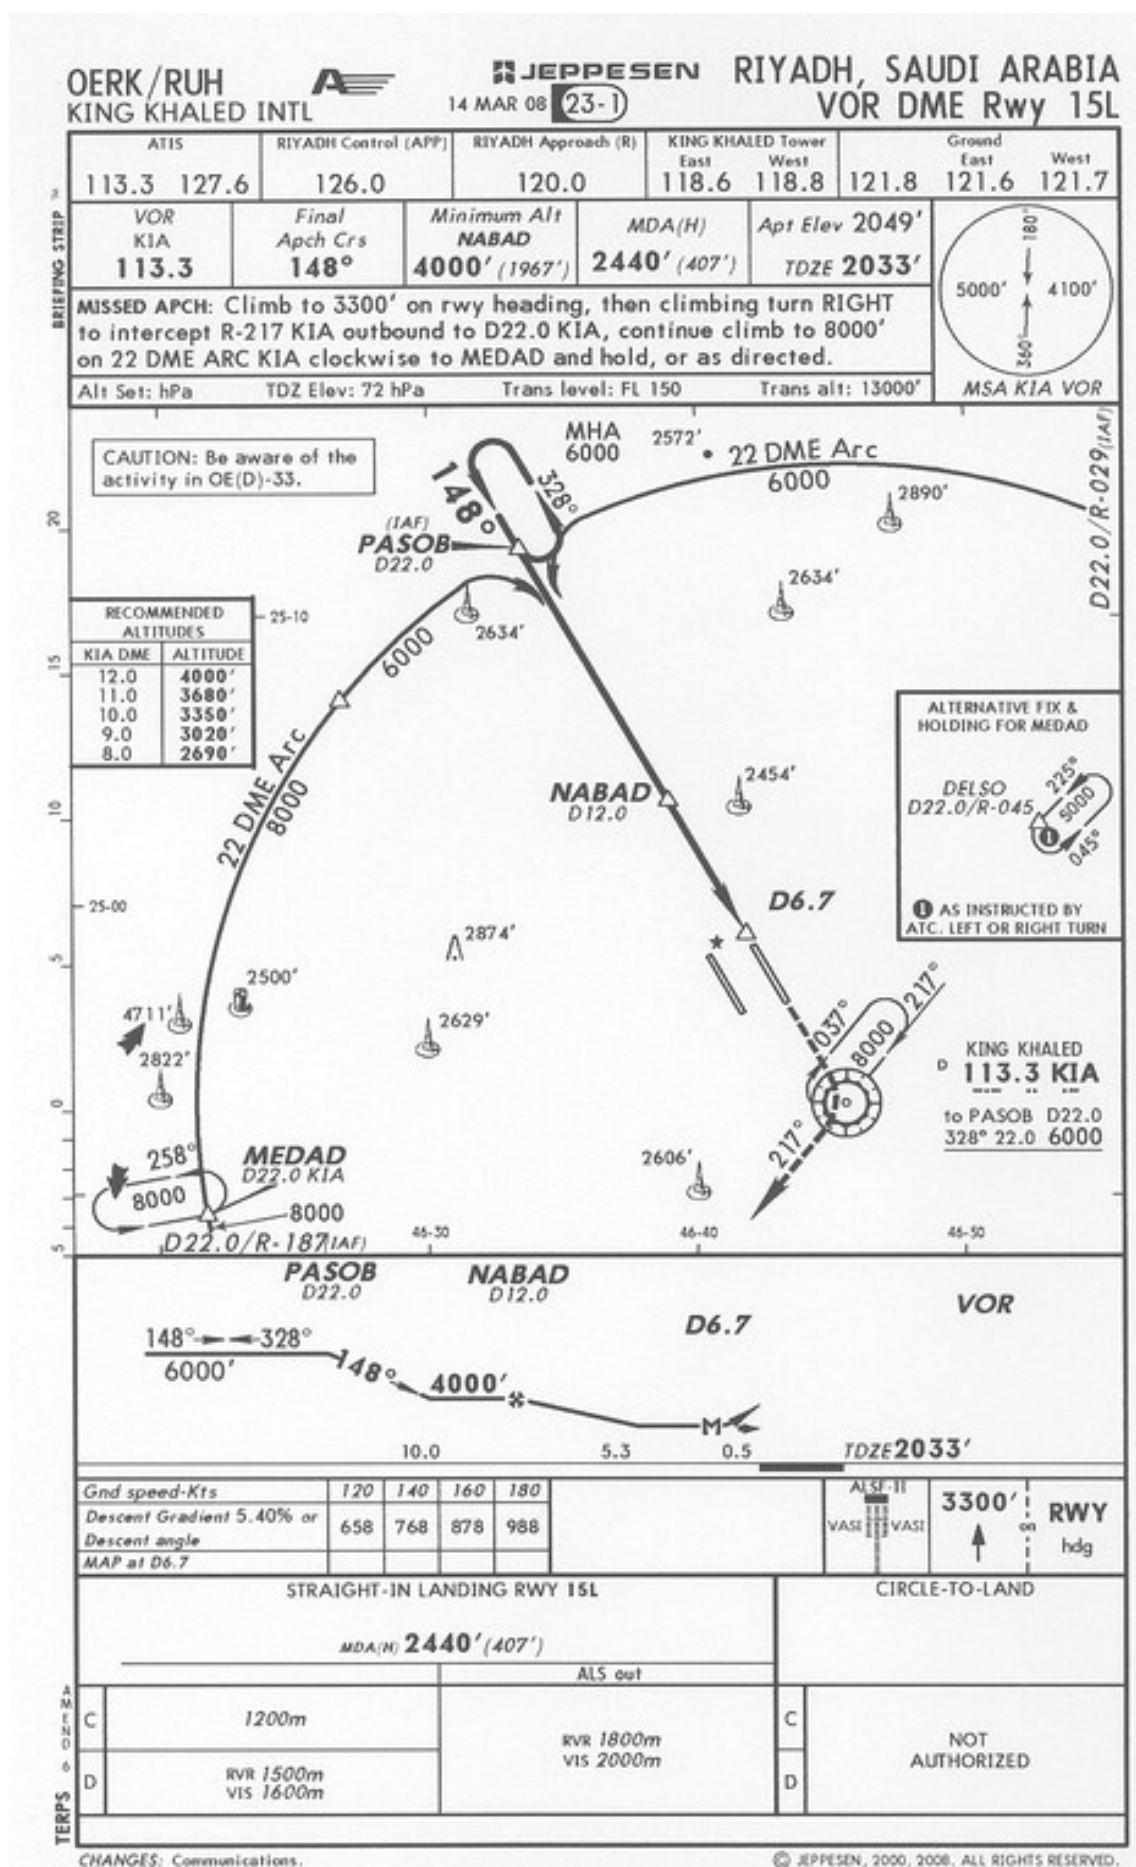 OERK/RUH
KING KHALED INTL
JEPPESEN
14 MAR 08 23-1
RIYADH, SAUDI ARABIA
VOR DME Rwy 15L
BRIEFING STRIP
ATIS
113.3 127.6
RIYADH Control (APP)
126.0
RIYADH Approach (R)
120.0
KING KHALED Tower
East West
118.6 118.8
Ground
East West
121.8 121.6 121.7
VOR
KIA
113.3
Final
Apch Crs
148°
Minimum Alt
NABAD
4000' (1967')
MDA(H)
2440' (407')
Apt Elev 2049'
TDZE 2033'
MISSED APCH: Climb to 3300' on rwy heading, then climbing turn RIGHT
to intercept R-217 KIA outbound to D22.0 KIA, continue climb to 8000'
on 22 DME ARC KIA clockwise to MEDAD and hold, or as directed.
Alt Set: hPa TDZ Elev: 72 hPa Trans level: FL 150 Trans alt: 13000'
180°
5000' 4100'
360°
MSA KIA VOR
CAUTION: Be aware of the
activity in OE(D)-33.
MHA
6000
2572'
22 DME Arc
6000
2890'
D22.0/R-029(IAF)
148°
328°
(IAF)
PASOB
D22.0
2634'
2634'
6000
RECOMMENDED
ALTITUDES
KIA DME ALTITUDE
12.0 4000'
11.0 3680'
10.0 3350'
9.0 3020'
8.0 2690'
20
15
10
5
0
5
25-10
25-00
22 DME Arc
8000
NABAD
D12.0
2454'
ALTERNATIVE FIX &
HOLDING FOR MEDAD
DELSO
D22.0/R-045
225°
5000
045°
1
1 AS INSTRUCTED BY
ATC. LEFT OR RIGHT TURN
D6.7
2874'
2500'
4711'
2629'
2822'
037°
8000
217°
217°
KING KHALED
D 113.3 KIA
to PASOB D22.0
328° 22.0 6000
2606'
258°
8000
MEDAD
D22.0 KIA
8000
D22.0/R-187(IAF)
46-30
46-40
46-50
PASOB
D22.0
NABAD
D12.0
D6.7
VOR
148° 328°
6000'
148°
4000'
M
10.0 5.3 0.5
TDZE 2033'
Gnd speed-Kts 120 140 160 180
Descent Gradient 5.40% or
Descent angle 658 768 878 988
MAP at D6.7
ALSF-II
VASI VASI
3300'
on
RWY
hdg
STRAIGHT-IN LANDING RWY 15L
CIRCLE-TO-LAND
MDA(H) 2440' (407')
ALS out
C 1200m
D RVR 1500m
VIS 1600m
RVR 1800m
VIS 2000m
C
D
NOT
AUTHORIZED
AMEND 6
TERPS
CHANGES: Communications.
© JEPPESEN, 2000, 2008. ALL RIGHTS RESERVED.